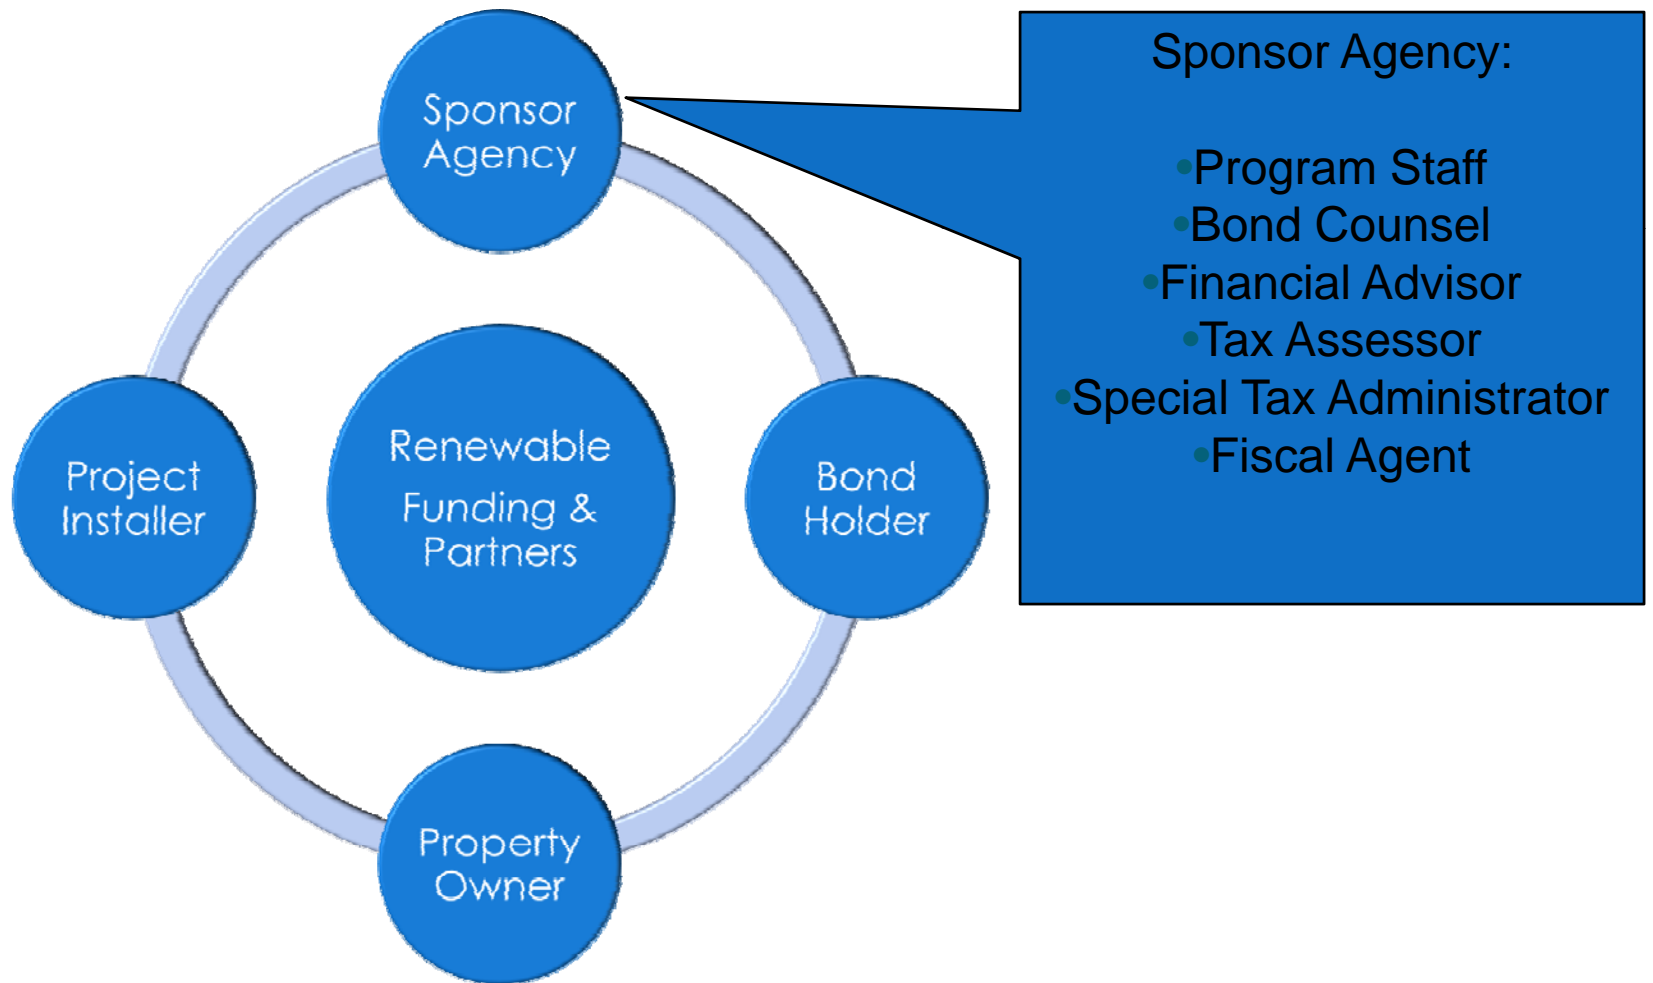 Sponsor
Agency
Sponsor Agency:
•Program Staff
•Bond Counsel
•Financial Advisor
•Tax Assessor
•Special Tax Administrator
•Fiscal Agent
Project
Installer
Renewable
Funding &
Partners
Bond
Holder
Property
Owner